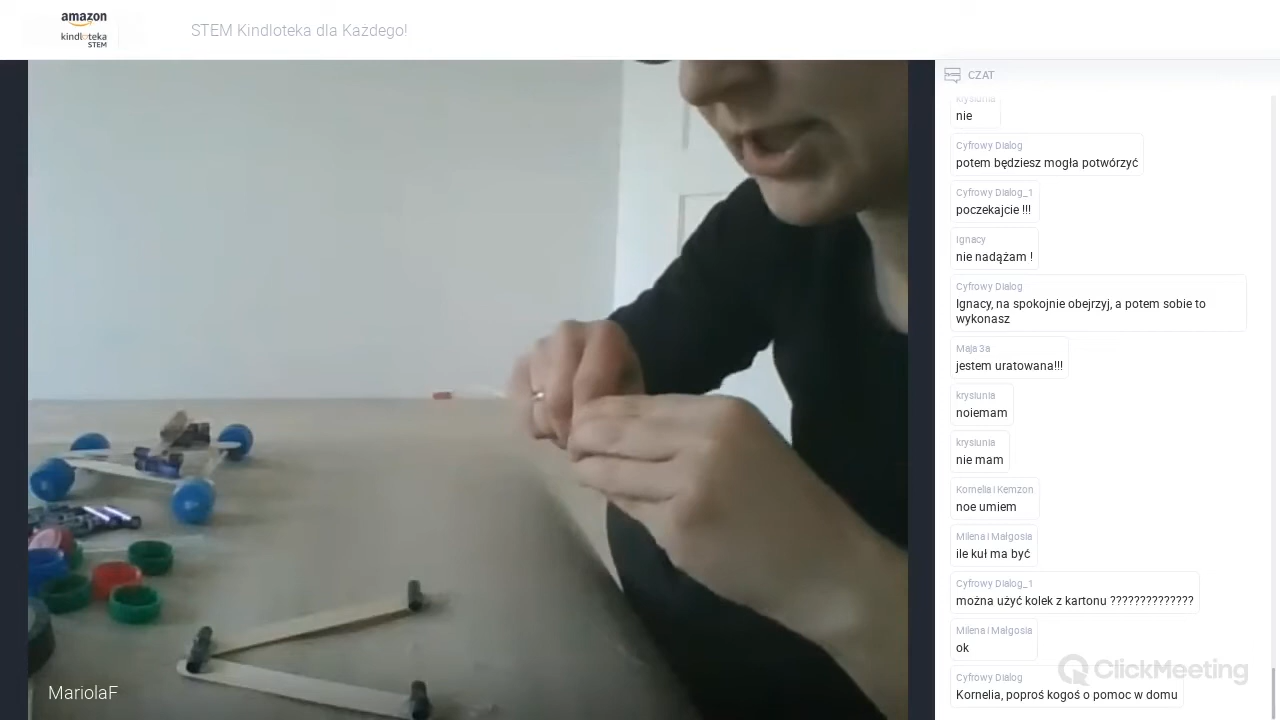 amazon
kindloteka
STEM
STEM Kindloteka dla Każdego!
CZAT
krysiunia
nie
Cyfrowy Dialog
potem będziesz mogła potwórzyć
Cyfrowy Dialog_1
poczekajcie !!!
Ignacy
nie nadążam !
Cyfrowy Dialog
Ignacy, na spokojnie obejrzyj, a potem sobie to
wykonasz
Maja 3a
jestem uratowana!!!
krysiunia
noiemam
krysiunia
nie mam
Kornelia i Kemzon
noe umiem
Milena i Małgosia
ile kuł ma być
Cyfrowy Dialog_1
można użyć kolek z kartonu ??????????????
Milena i Małgosia
ok
Cyfrowy Dialog
Kornelia, poproś kogoś o pomoc w domu
ClickMeeting
MariolaF